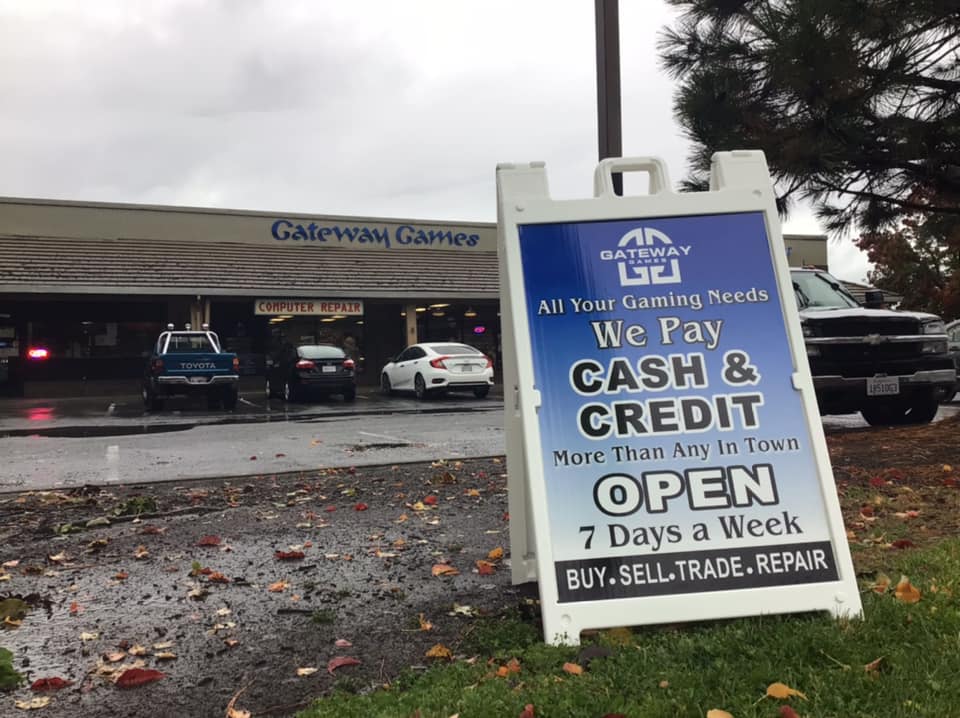 Gateway Games
COMPUTER REPAIR
TOYOTA
GATEWAY
GAMES
All Your Gaming Needs
We Pay
CASH &
CREDIT
More Than Any In Town
OPEN
7 Days a Week
BUY.SELL.TRADE.REPAIR